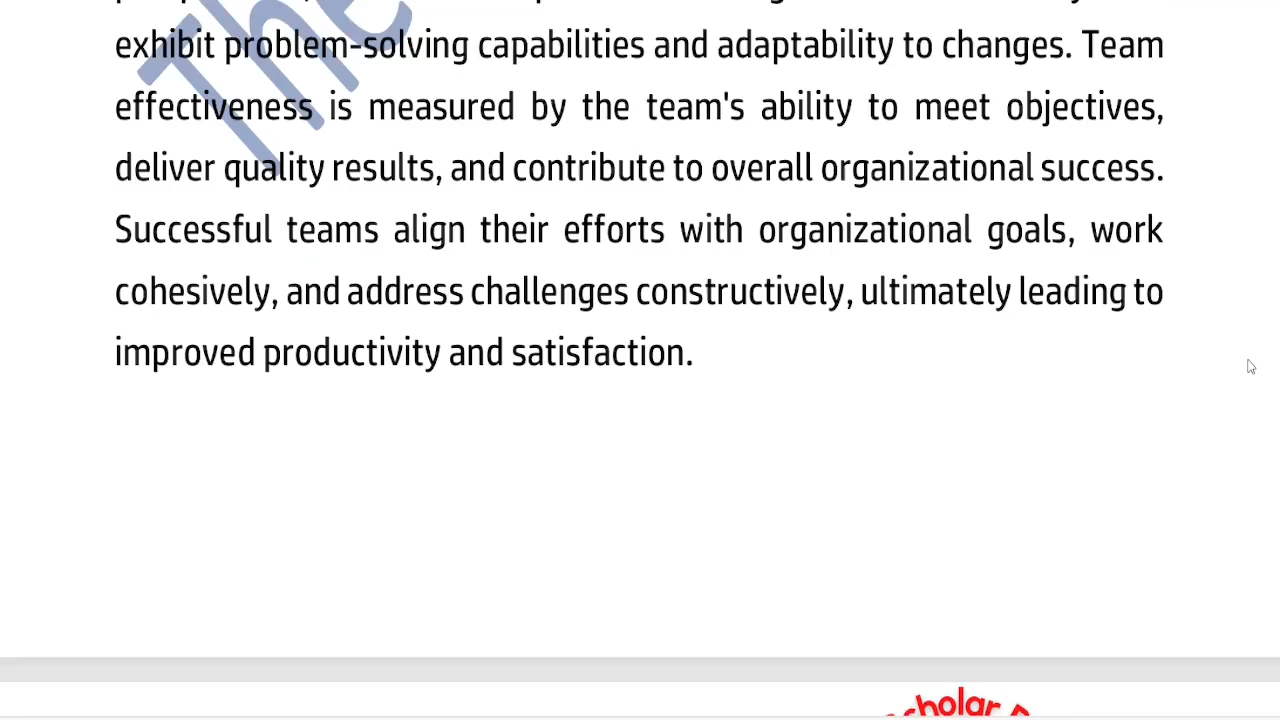 The
exhibit problem-solving capabilities and adaptability to changes. Team
effectiveness is measured by the team's ability to meet objectives,
deliver quality results, and contribute to overall organizational success.
Successful teams align their efforts with organizational goals, work
cohesively, and address challenges constructively, ultimately leading to
improved productivity and satisfaction.